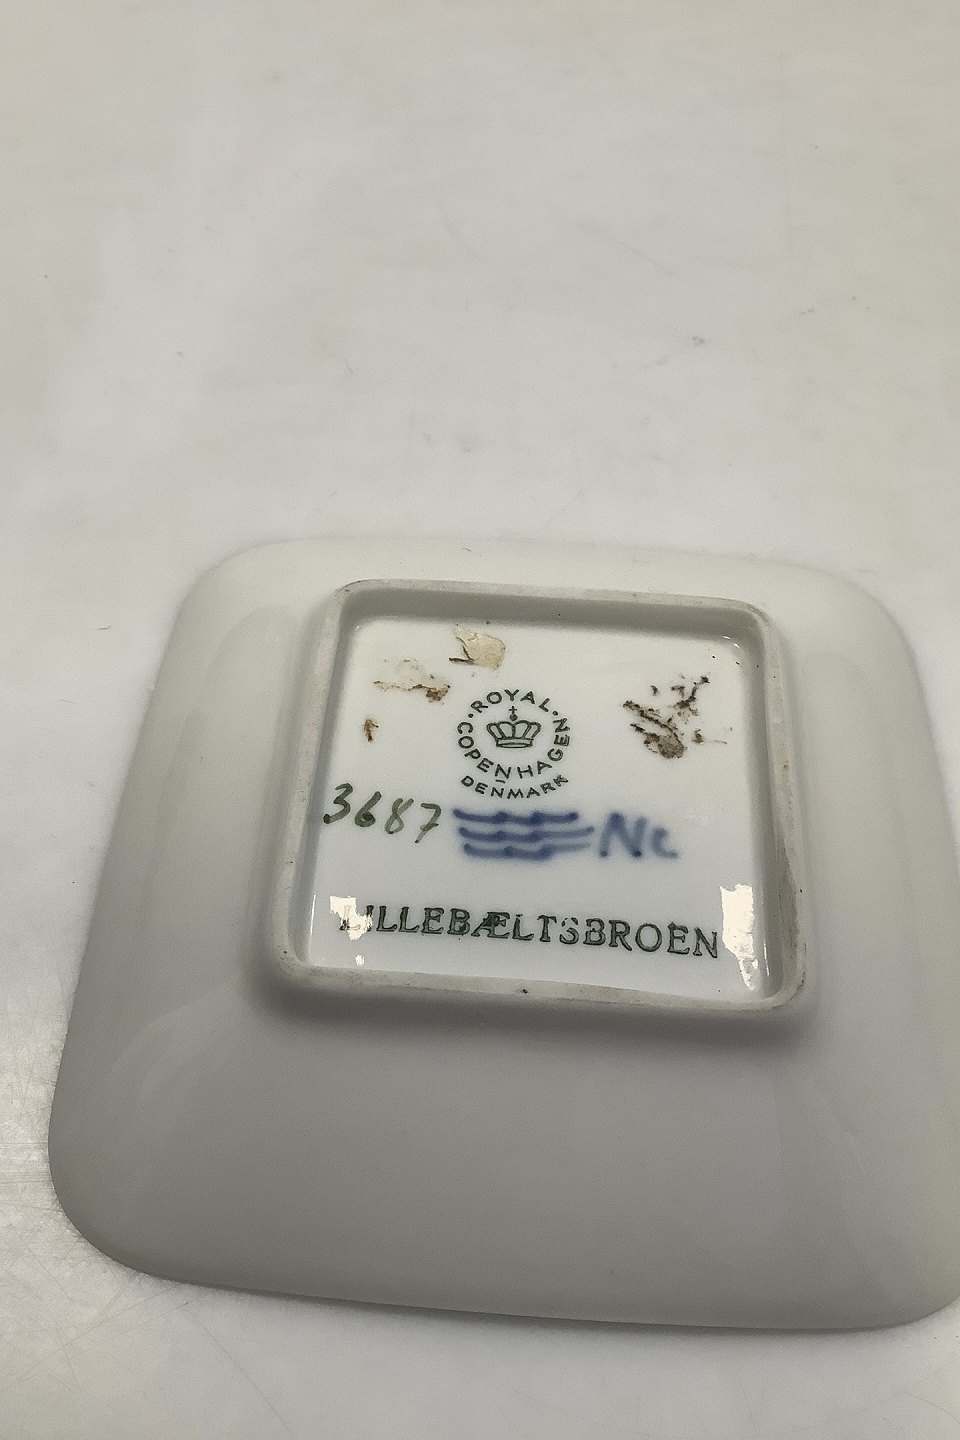 ·ROYAL·
COPENHAGEN
DENMARK
3687 Nc
LILLEBÆLTSBROEN